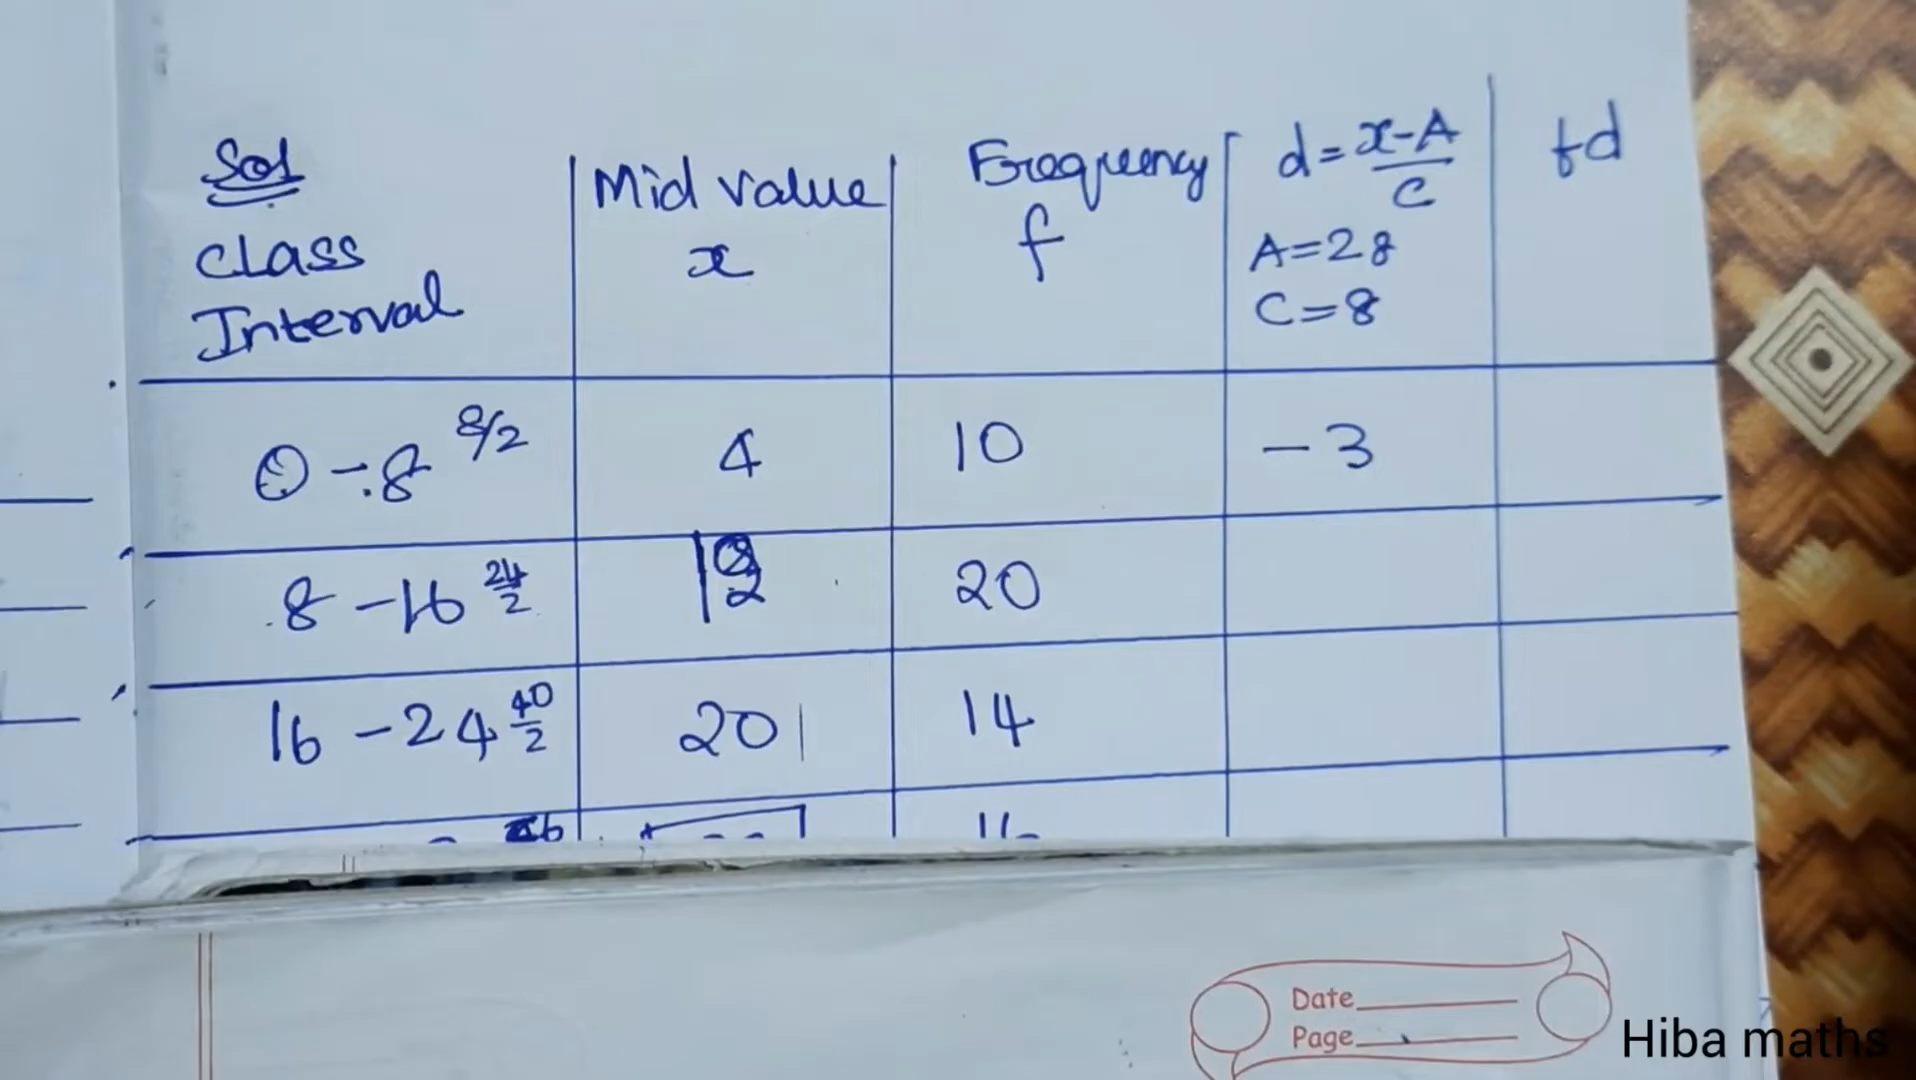 Sol
Class Interval | Mid value x | Frequency f | d = x-A/C A=28 C=8 | fd
0-8 8/2 | 4 | 10 | -3
8-16 24/2 | 12 | 20
16-24 40/2 | 20 | 14
Date
Page
Hiba maths